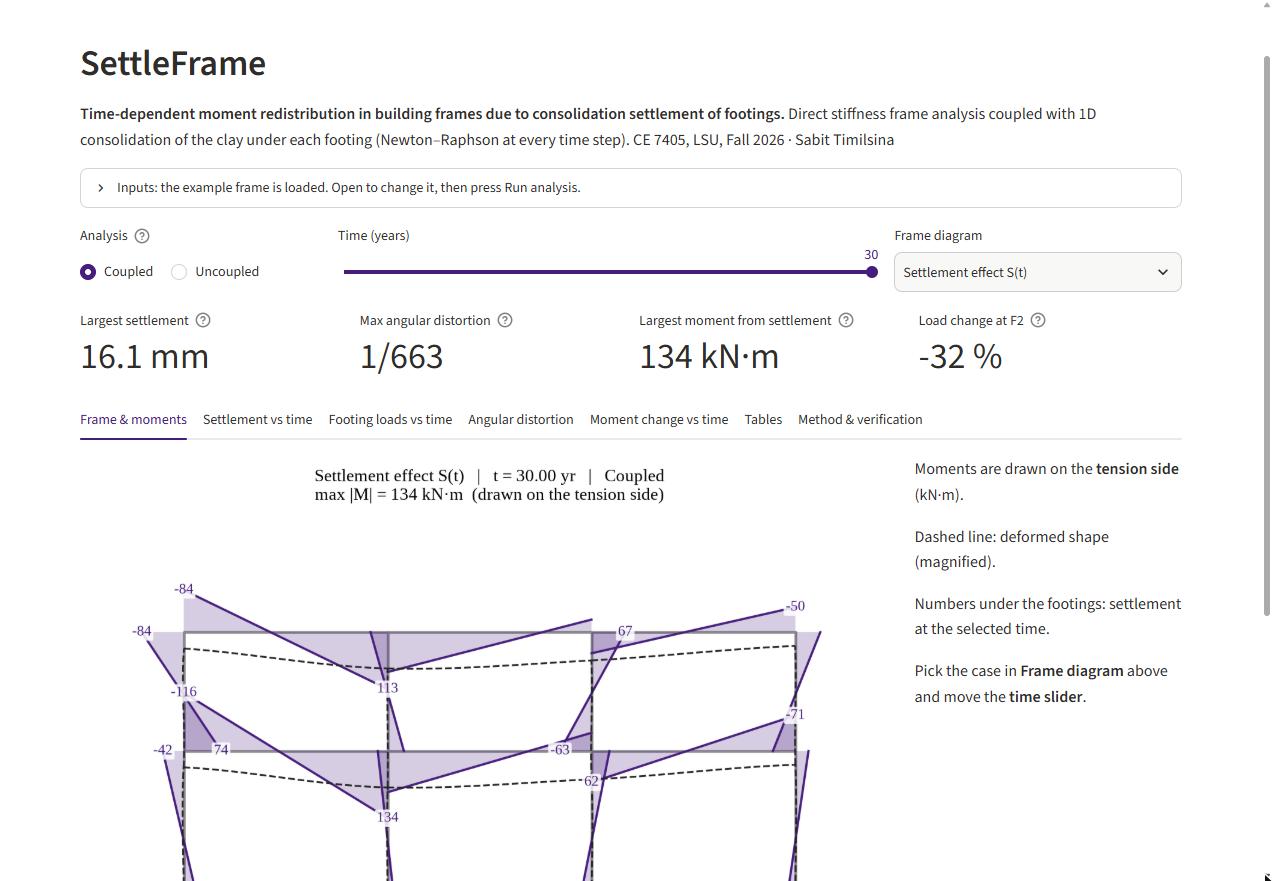 SettleFrame
Time-dependent moment redistribution in building frames due to consolidation settlement of footings. Direct stiffness frame analysis coupled with 1D
consolidation of the clay under each footing (Newton–Raphson at every time step). CE 7405, LSU, Fall 2026 · Sabit Timilsina
Inputs: the example frame is loaded. Open to change it, then press Run analysis.
Analysis
Coupled
Uncoupled
Time (years)
30
Frame diagram
Settlement effect S(t)
Largest settlement
16.1 mm
Max angular distortion
1/663
Largest moment from settlement
134 kN·m
Load change at F2
-32 %
Frame & moments
Settlement vs time
Footing loads vs time
Angular distortion
Moment change vs time
Tables
Method & verification
Settlement effect S(t) | t = 30.00 yr | Coupled
max |M| = 134 kN·m (drawn on the tension side)
-84
-50
-84
67
113
-116
-71
-42
74
-63
62
134
Moments are drawn on the tension side
(kN·m).
Dashed line: deformed shape
(magnified).
Numbers under the footings: settlement
at the selected time.
Pick the case in Frame diagram above
and move the time slider.